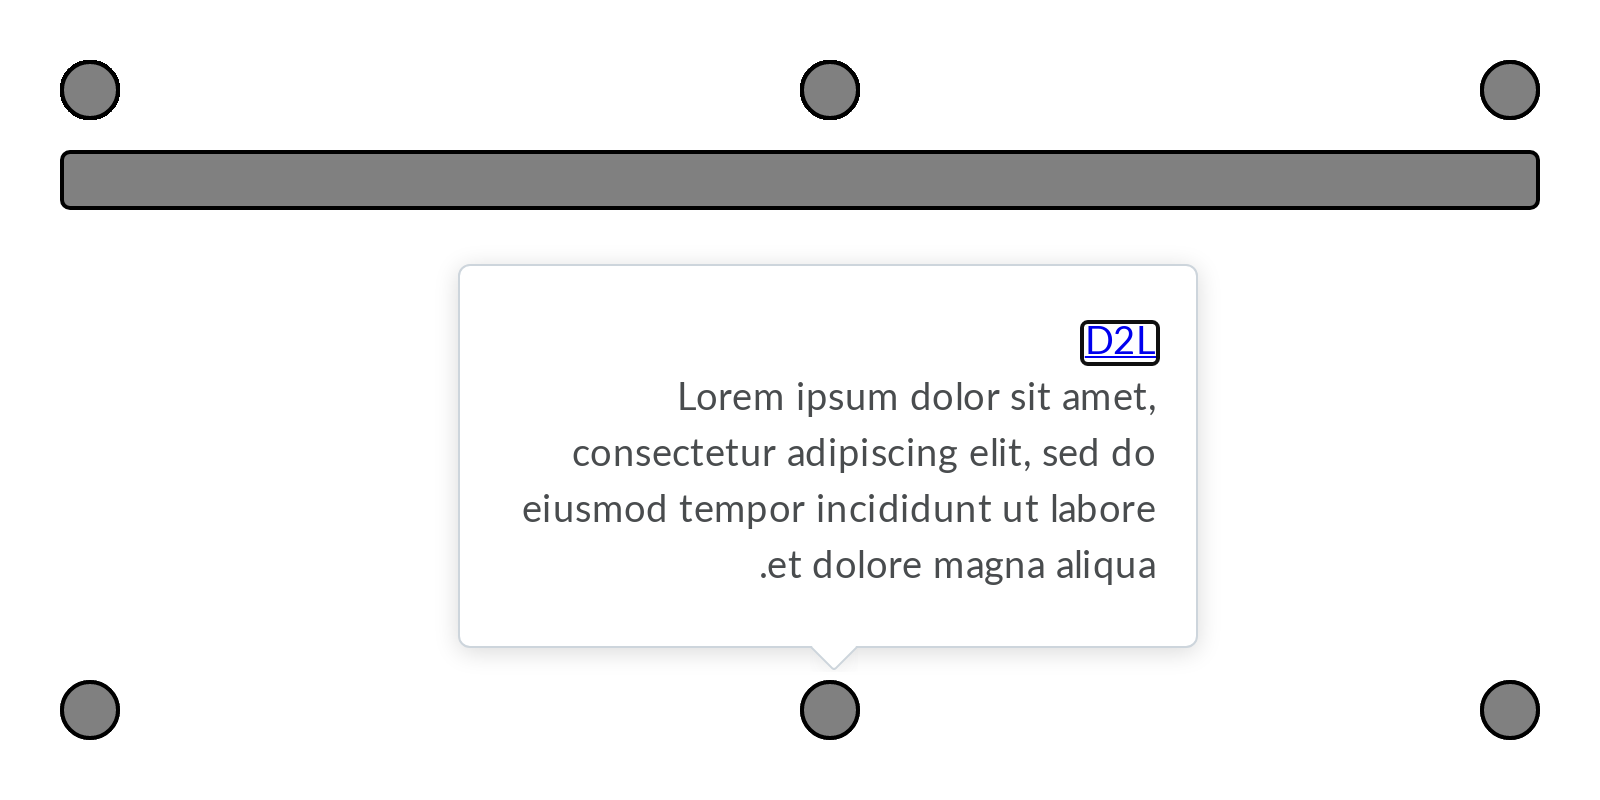 D2L
Lorem ipsum dolor sit amet,
consectetur adipiscing elit, sed do
eiusmod tempor incididunt ut labore
.et dolore magna aliqua